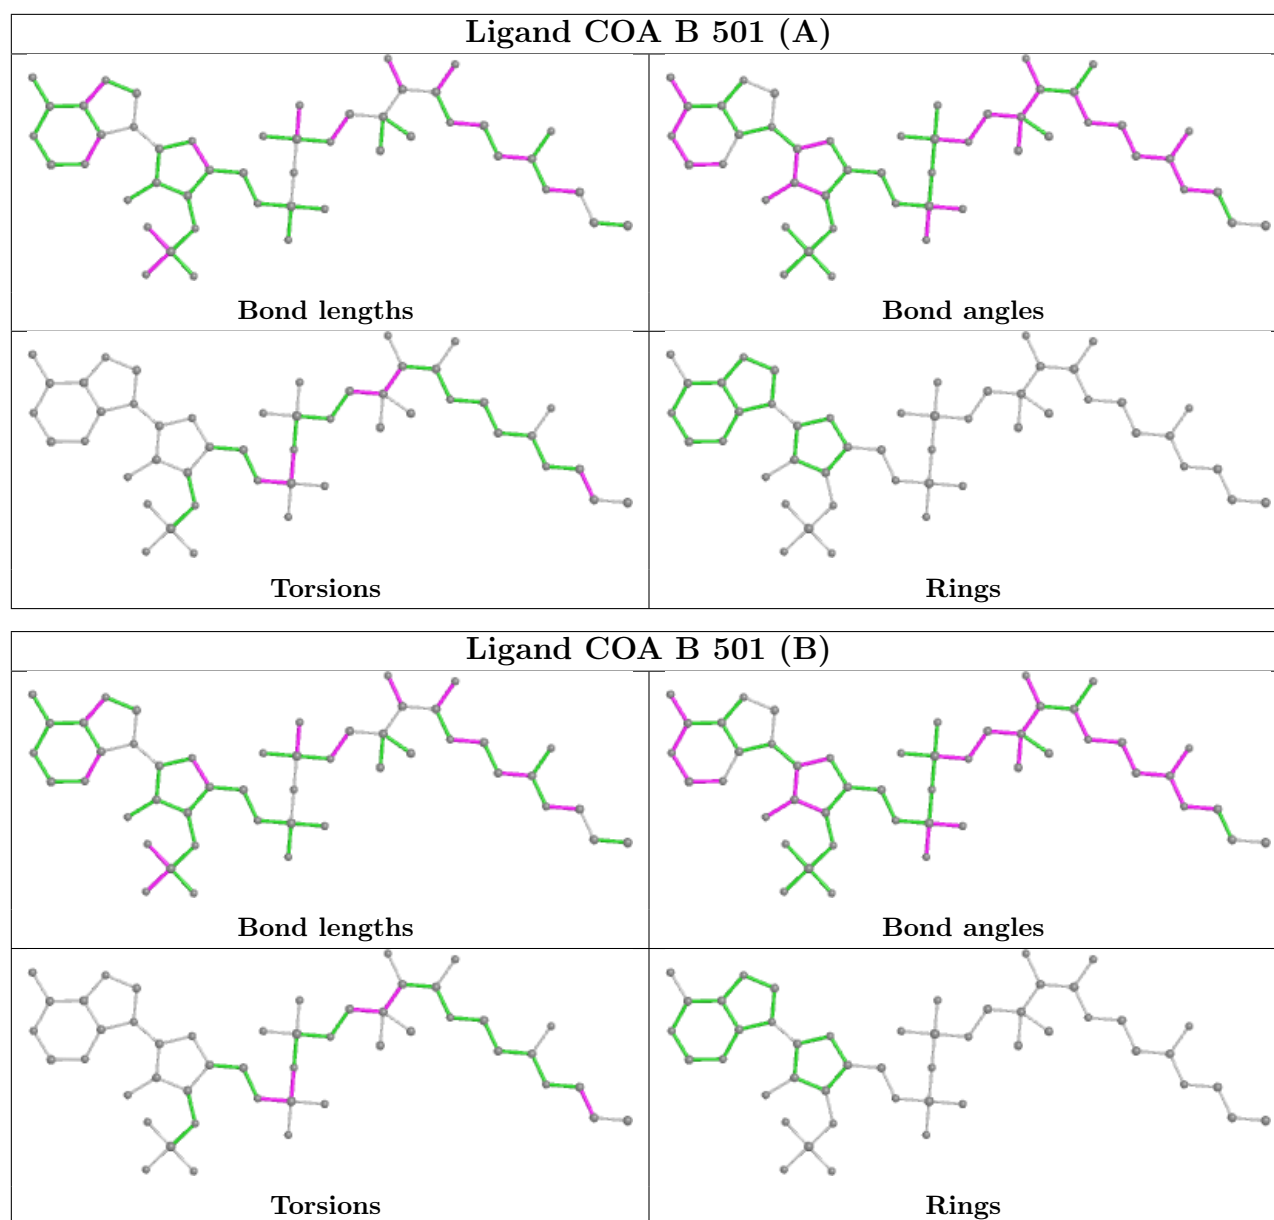 Ligand COA B 501 (A)
Bond lengths
Bond angles
Torsions
Rings
Ligand COA B 501 (B)
Bond lengths
Bond angles
Torsions
Rings